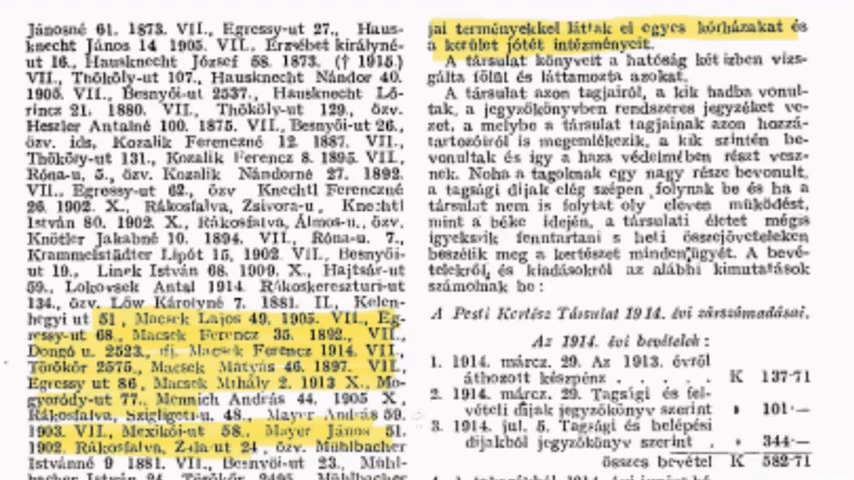 Jánosné 61. 1873. VII., Egressy-ut 27., Haus-
knecht János 14 1905. VII., Erzsébet királyné-
ut 16., Hausknecht József 58. 1873. († 1915.)
VII., Thököly-ut 107., Hausknecht Nándor 40.
1905. VII., Besnyői-ut 2537., Hausknecht Lő-
rincz 21. 1880. VII., Thököly-ut 129., özv.
Heszler Antalné 100. 1875. VII., Besnyői-ut 26.,
özv. ids, Kozalik Ferenczné 12. 1887. VII.,
Thököly-ut 131., Kozalik Ferencz 8. 1895. VII.,
Róna-u, 5., özv. Kozalik Nándorné 27. 1892.
VII., Egressy-ut 62., özv Knechtl Ferenczné
26. 1902. X., Rákosfalva, Zsivora-u, Knechtl
István 80. 1902. X., Rákosfalva, Álmos-u., özv.
Knötler Jakabné 10. 1894. VII., Róna-u. 7.,
Krammelstädter Lipót 15, 1902. VII., Besnyői-
ut 19., Linek István 68. 1909. X., Hajtsár-ut
59., Lokovsek Antal 1914. Rákoskereszturi-ut
134., özv. Löw Károlyné 7. 1881. II., Kelen-
hegyi ut 51, Macsek Lajos 49. 1905. VII., Eg-
ressy-ut 68., Macsek Ferencz 35. 1892., VII.,
Dongó u. 2523., ifj. Macsek Ferencz 1914. VII.,
Törökőr 2575., Macsek Mátyás 46. 1897. VII.,
Egressy ut 86., Macsek Mihály 2. 1913 X., Mo-
gyoródy-ut 77., Mennich András 44. 1905 X.,
Rákosfalva, Szigligeti-u. 48., Mayer András 59.
1903. VII., Mexikói-ut 58., Mayer János 51.
1902. Rákosfalva, Zala-ut 24, özv. Mühlbacher
Istvánné 9 1881. VII., Besnyői-ut 23., Mühl-
bacher István 24. Törökőr 2495. Mühlbacher
jai terményekkel láttak el egyes kórházakat és
a kerület jótét intézményeit.
A társulat könyveit a hatóság két izben vizs-
gálta fölül és láttamozta azokat.
A társulat azon tagjairól, a kik hadba vonul-
tak, a jegyzőkönyvben rendszeres jegyzéket ve-
zet, a melybe a társulat tagjainak azon hozzá-
tartozóiról is megemlékezik, a kik szintén be-
vonultak és igy a haza védelmében részt vesz-
nek. Noha a tagoknak egy nagy része bevonult,
a tagsági dijak elég szépen folynak be és ha a
társulat nem is folytat oly eleven müködést,
mint a béke idején, a társulati életet mégis
igyekszik fenntartani s heti összejöveteleken
beszélik meg a kertészet minden ügyét. A bevé-
telekről, és kiadásokról az alábbi kimutatások
számolnak be:
A Pesti Kertész Társulat 1914. évi zárszámadásai.
Az 1914. évi bevételek:
1. 1914. márcz. 29. Az 1913. évről
áthozott készpénz . . . . K 137·71
2. 1914. márcz. 29. Tagsági és fel-
vételi dijak jegyzőkönyv szerint » 101·—
3. 1914. jul. 5. Tagsági és belépési
dijakból jegyzőkönyv szerint . » 344·—
összes bevétel K 582·71